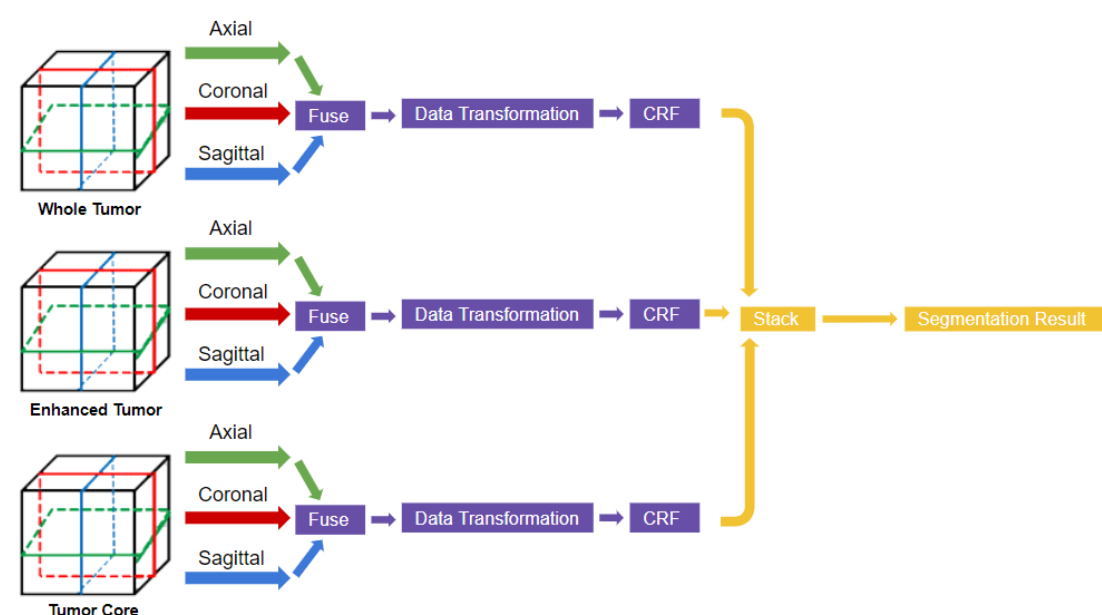 Axial
Coronal
Fuse
Data Transformation
CRF
Sagittal
Whole Tumor
Axial
Coronal
Fuse
Data Transformation
CRF
Stack
Segmentation Result
Sagittal
Enhanced Tumor
Axial
Coronal
Fuse
Data Transformation
CRF
Sagittal
Tumor Core